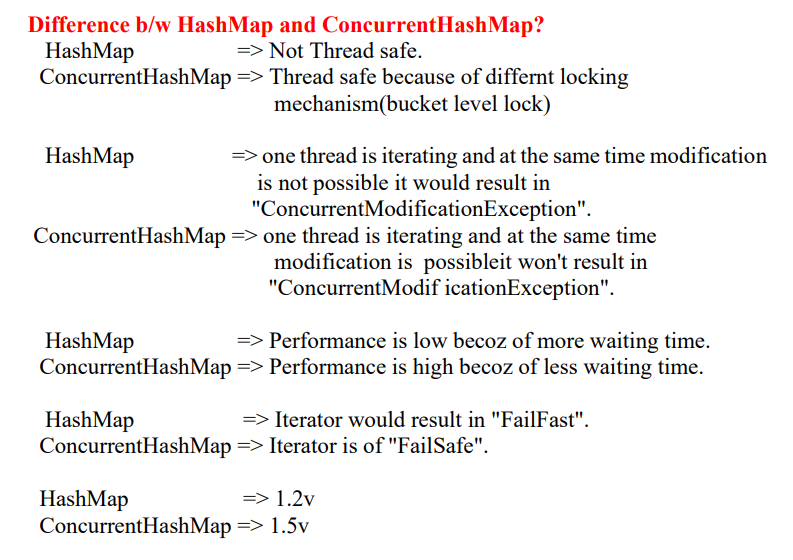 Difference b/w HashMap and ConcurrentHashMap?
HashMap => Not Thread safe.
ConcurrentHashMap => Thread safe because of differnt locking
mechanism(bucket level lock)
HashMap => one thread is iterating and at the same time modification
is not possible it would result in
"ConcurrentModificationException".
ConcurrentHashMap => one thread is iterating and at the same time
modification is possibleit won't result in
"ConcurrentModif icationException".
HashMap => Performance is low becoz of more waiting time.
ConcurrentHashMap => Performance is high becoz of less waiting time.
HashMap => Iterator would result in "FailFast".
ConcurrentHashMap => Iterator is of "FailSafe".
HashMap => 1.2v
ConcurrentHashMap => 1.5v